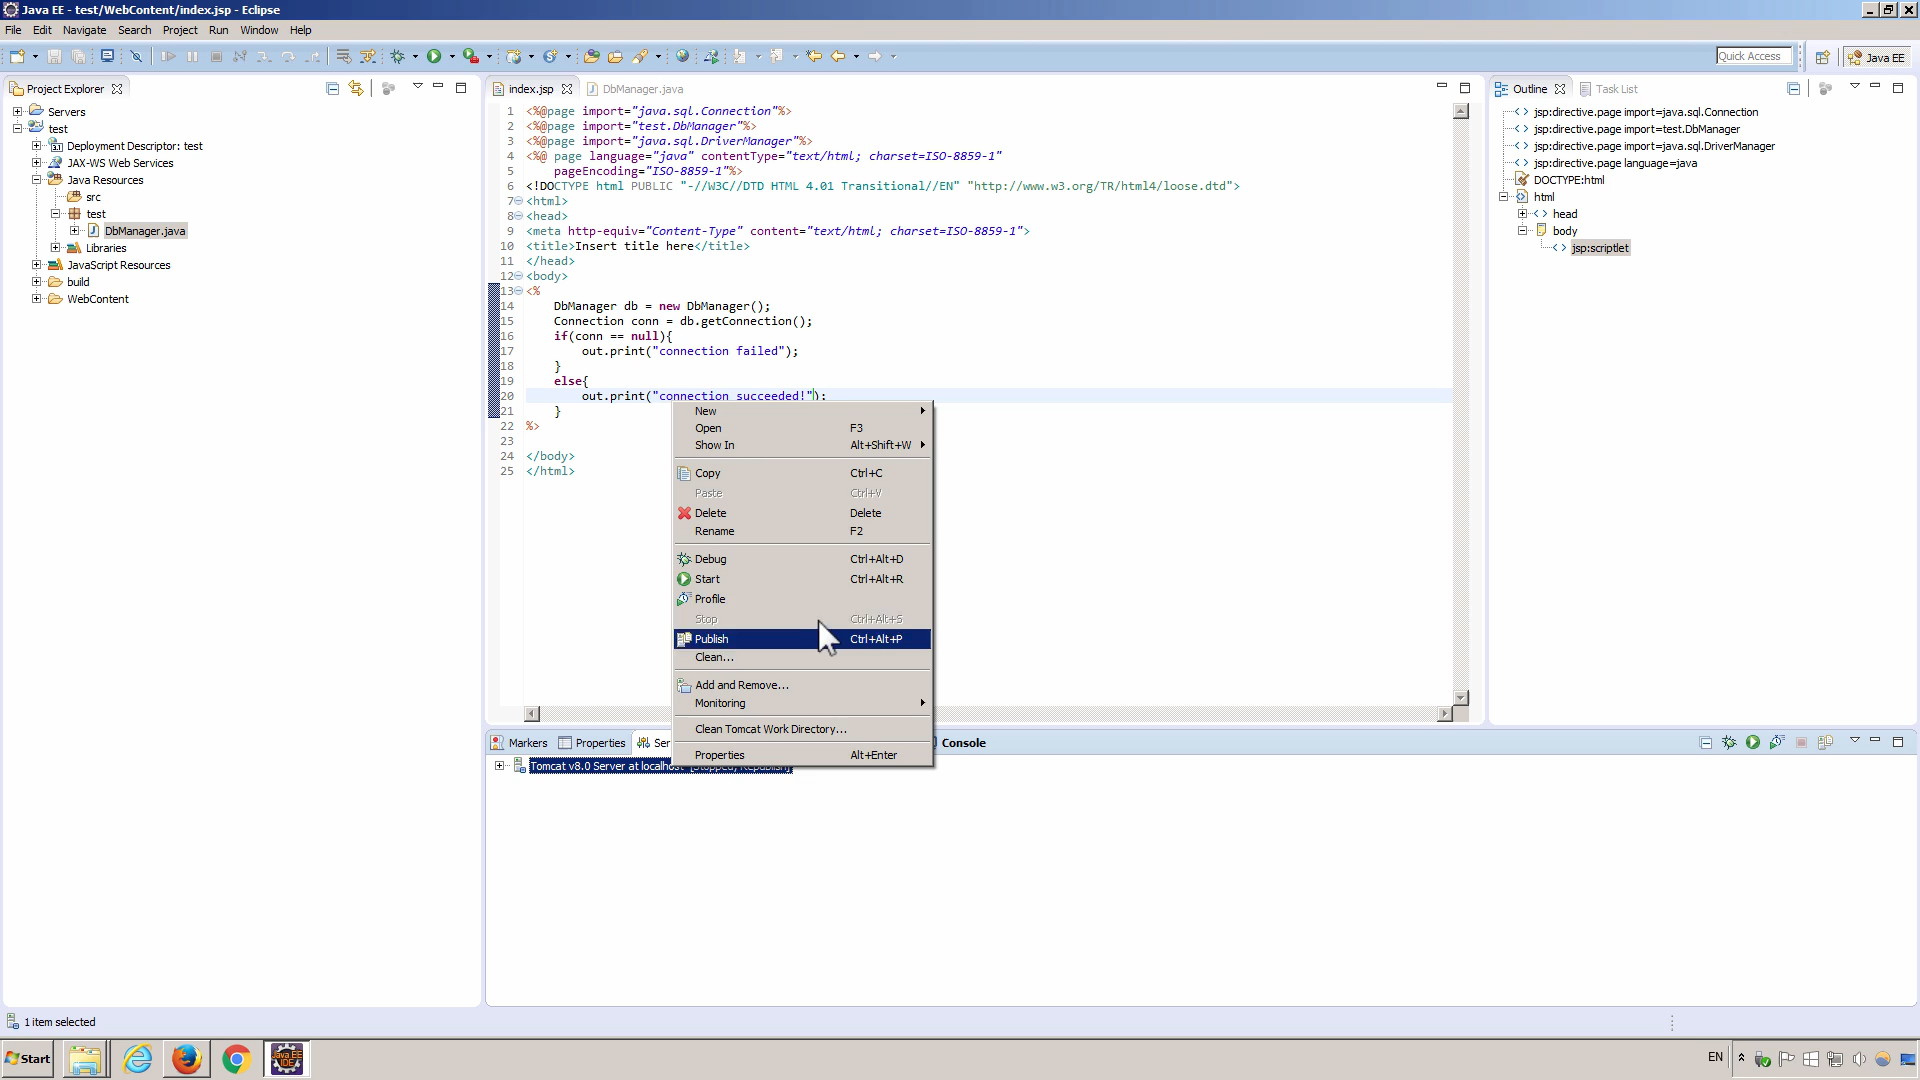 Java EE - test/WebContent/index.jsp - Eclipse
File Edit Navigate Search Project Run Window Help
Quick Access
Java EE
Project Explorer
Servers
test
Deployment Descriptor: test
JAX-WS Web Services
Java Resources
src
test
DbManager.java
Libraries
JavaScript Resources
build
WebContent
index.jsp DbManager.java
1 <%@page import="java.sql.Connection"%>
2 <%@page import="test.DbManager"%>
3 <%@page import="java.sql.DriverManager"%>
4 <%@ page language="java" contentType="text/html; charset=ISO-8859-1"
5 pageEncoding="ISO-8859-1"%>
6 <!DOCTYPE html PUBLIC "-//W3C//DTD HTML 4.01 Transitional//EN" "http://www.w3.org/TR/html4/loose.dtd">
7 <html>
8 <head>
9 <meta http-equiv="Content-Type" content="text/html; charset=ISO-8859-1">
10 <title>Insert title here</title>
11 </head>
12 <body>
13 <%
14 DbManager db = new DbManager();
15 Connection conn = db.getConnection();
16 if(conn == null){
17 out.print("connection failed");
18 }
19 else{
20 out.print("connection succeeded!");
21 }
22 %>
23
24 </body>
25 </html>
New
Open F3
Show In Alt+Shift+W
Copy Ctrl+C
Paste Ctrl+V
Delete Delete
Rename F2
Debug Ctrl+Alt+D
Start Ctrl+Alt+R
Profile
Stop Ctrl+Alt+S
Publish Ctrl+Alt+P
Clean...
Add and Remove...
Monitoring
Clean Tomcat Work Directory...
Properties Alt+Enter
Outline Task List
jsp:directive.page import=java.sql.Connection
jsp:directive.page import=test.DbManager
jsp:directive.page import=java.sql.DriverManager
jsp:directive.page language=java
DOCTYPE:html
html
head
body
jsp:scriptlet
Markers Properties Ser Console
Tomcat v8.0 Server at localhost [Stopped, Republish]
1 item selected
Start
Java EE
IDE
EN